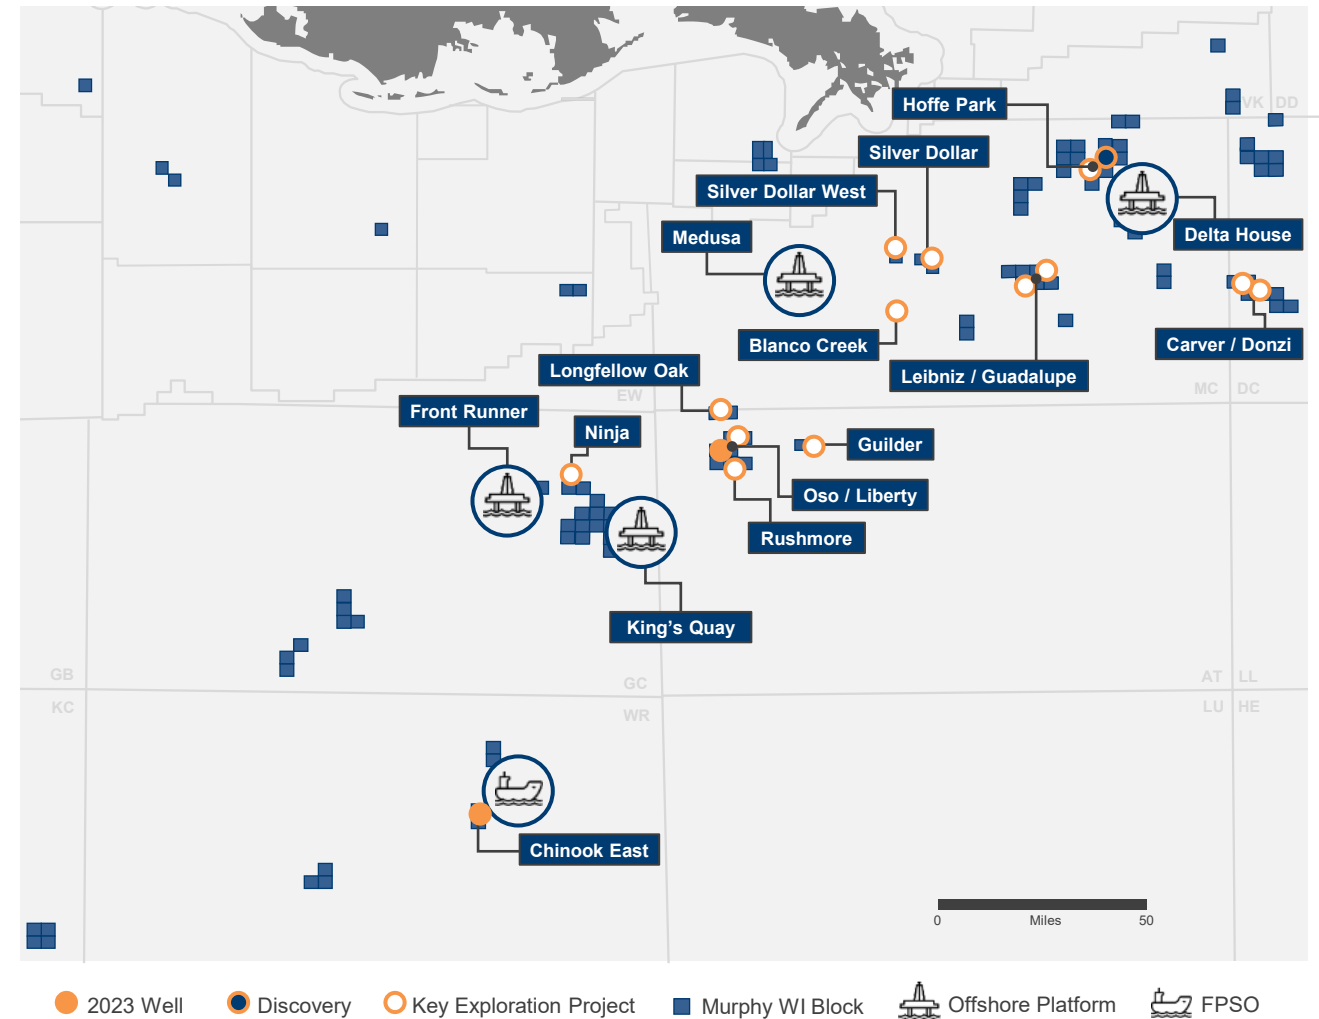 VK DD
Hoffe Park
Silver Dollar
Silver Dollar West
Medusa
Delta House
Blanco Creek
Carver / Donzi
Longfellow Oak
Leibniz / Guadalupe
EW
MC DC
Front Runner
Ninja
Guilder
Oso / Liberty
Rushmore
King’s Quay
GB
GC
AT LL
KC
WR
LU HE
Chinook East
0 Miles 50
2023 Well
Discovery
Key Exploration Project
Murphy WI Block
Offshore Platform
FPSO